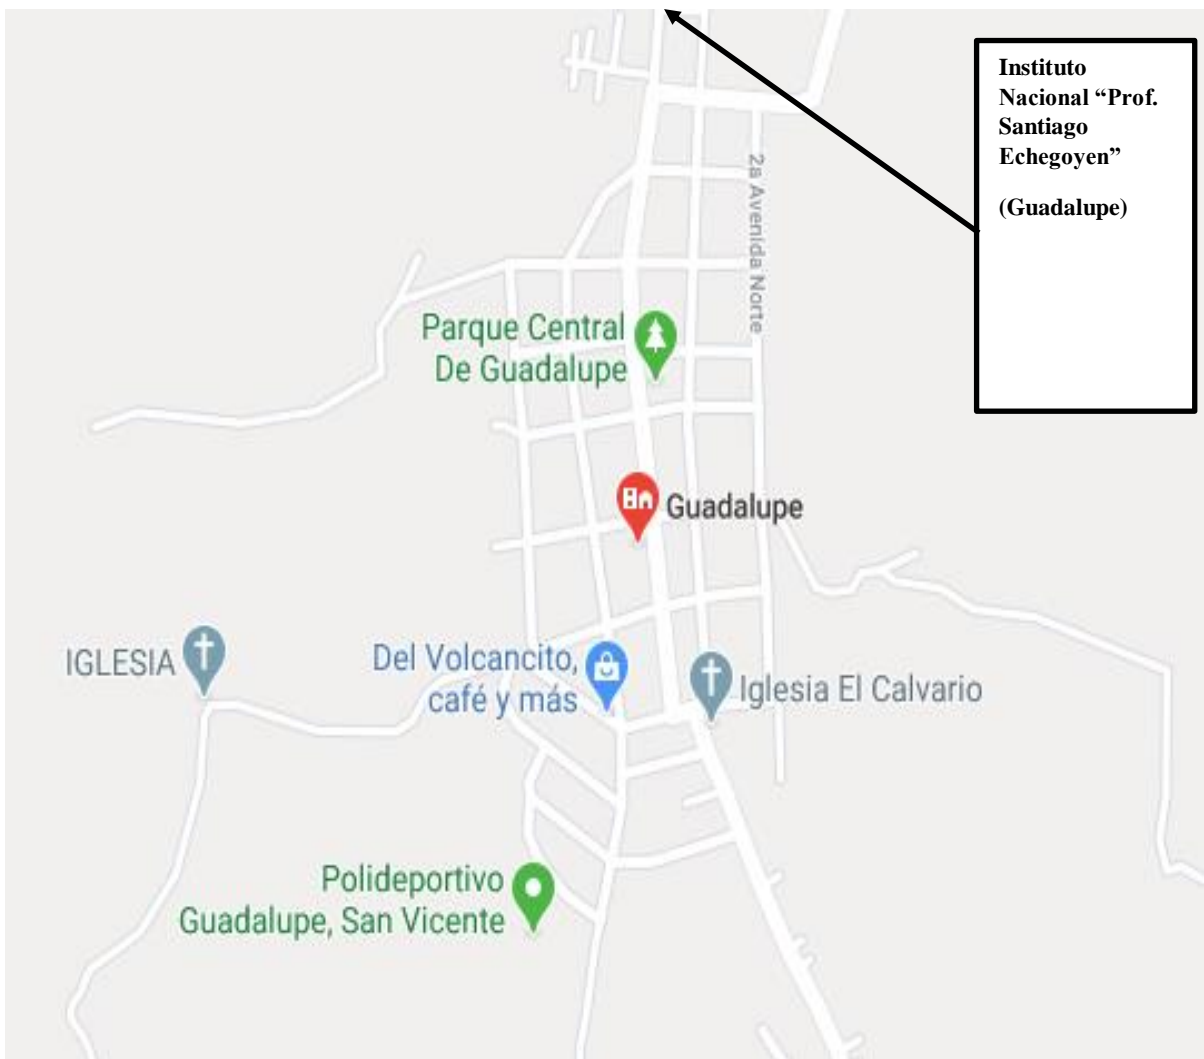 Instituto
Nacional “Prof.
Santiago
Echegoyen”
(Guadalupe)
2a Avenida Norte
Parque Central
De Guadalupe
Guadalupe
IGLESIA
Del Volcancito,
café y más
Iglesia El Calvario
Polideportivo
Guadalupe, San Vicente